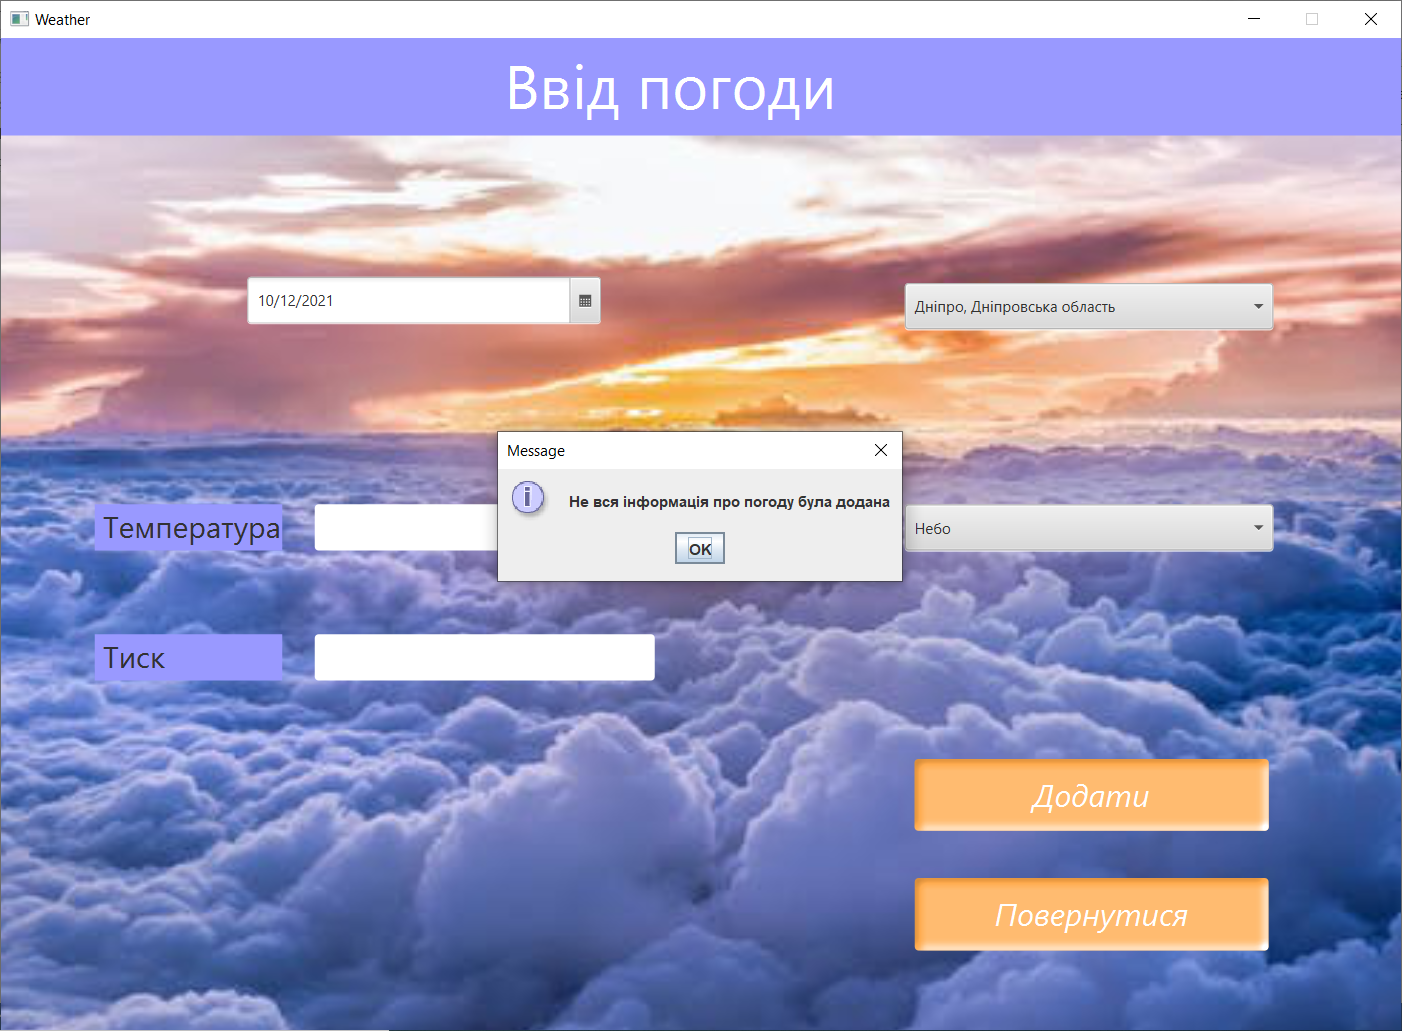 Weather
Ввід погоди
10/12/2021
Дніпро, Дніпровська область
Message
Не вся інформація про погоду була додана
OK
Температура
Небо
Тиск
Додати
Повернутися